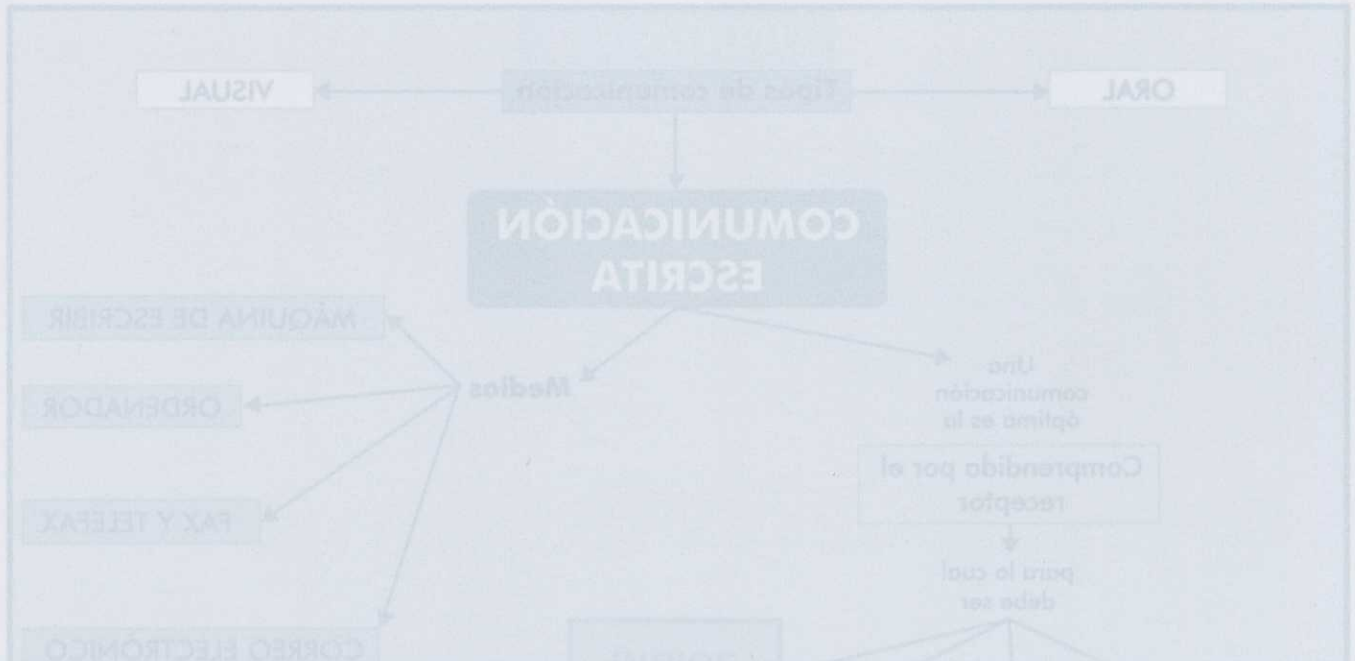 VISUAL
Tipos de comunicación
ORAL
COMUNICACIÓN
ESCRITA
MÁQUINA DE ESCRIBIR
Medios
Una
comunicación
óptima es la
ORDENADOR
Comprendida por el
receptor
FAX Y TELEFAX
para lo cual
debe ser
CORREO ELECTRÓNICO